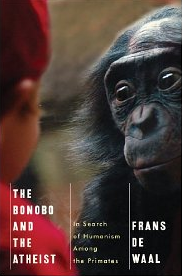 THE
BONOBO
AND
THE
ATHEIST
In Search
of Humanism
Among
the Primates
FRANS
DE
WAAL